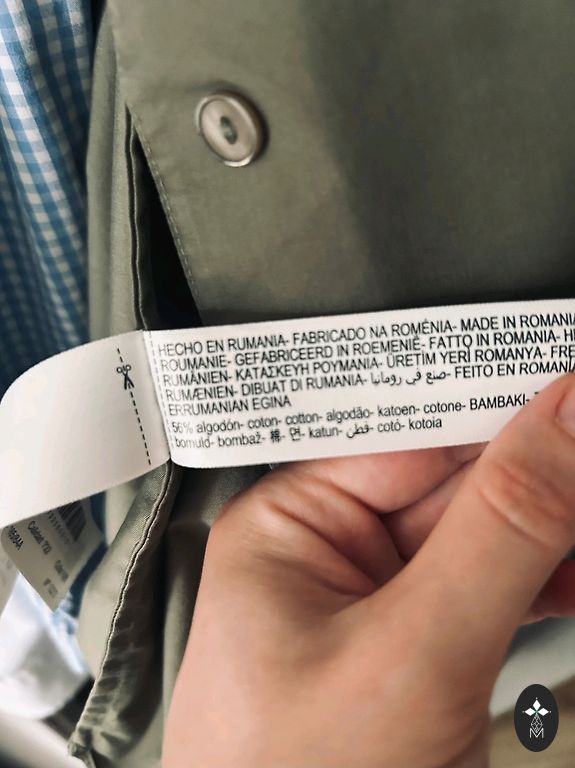 HECHO EN RUMANIA- FABRICADO NA ROMÉNIA- MADE IN ROMANIA
ROUMANIE- GEFABRICEERD IN ROEMENIË- FATTO IN ROMANIA-
RUMÄNIEN- ΚΑΤΑΣΚΕΥΗ ΡΟΥΜΑΝΙΑ- ÜRETİM YERİ ROMANYA-
RUMÆNIEN- DIBUAT DI RUMANIA- صنع في رومانيا- FEITO EN ROMANÍA
ERRUMANIAN EGINA
56% algodón- coton- cotton- algodão- katoen- cotone- BAMBAKI-
bomuld- bombaž- 棉- 면- katun- قطن- cotó- kotoia
M